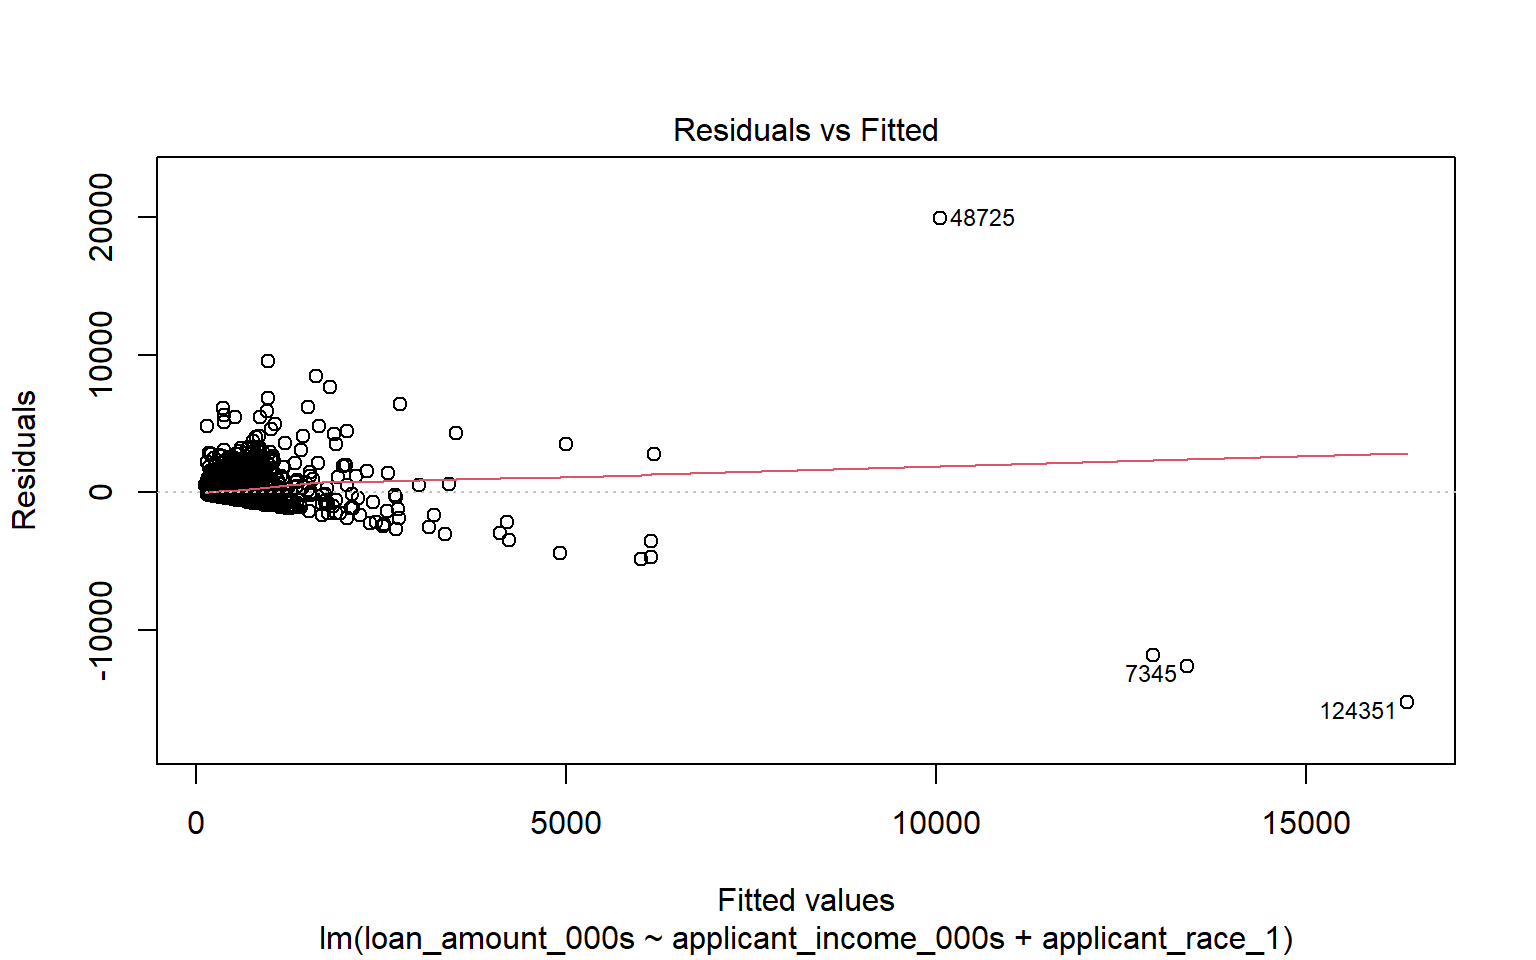 Residuals vs Fitted
20000
10000
0
-10000
Residuals
48725
7345
124351
0 5000 10000 15000
Fitted values
lm(loan_amount_000s ~ applicant_income_000s + applicant_race_1)